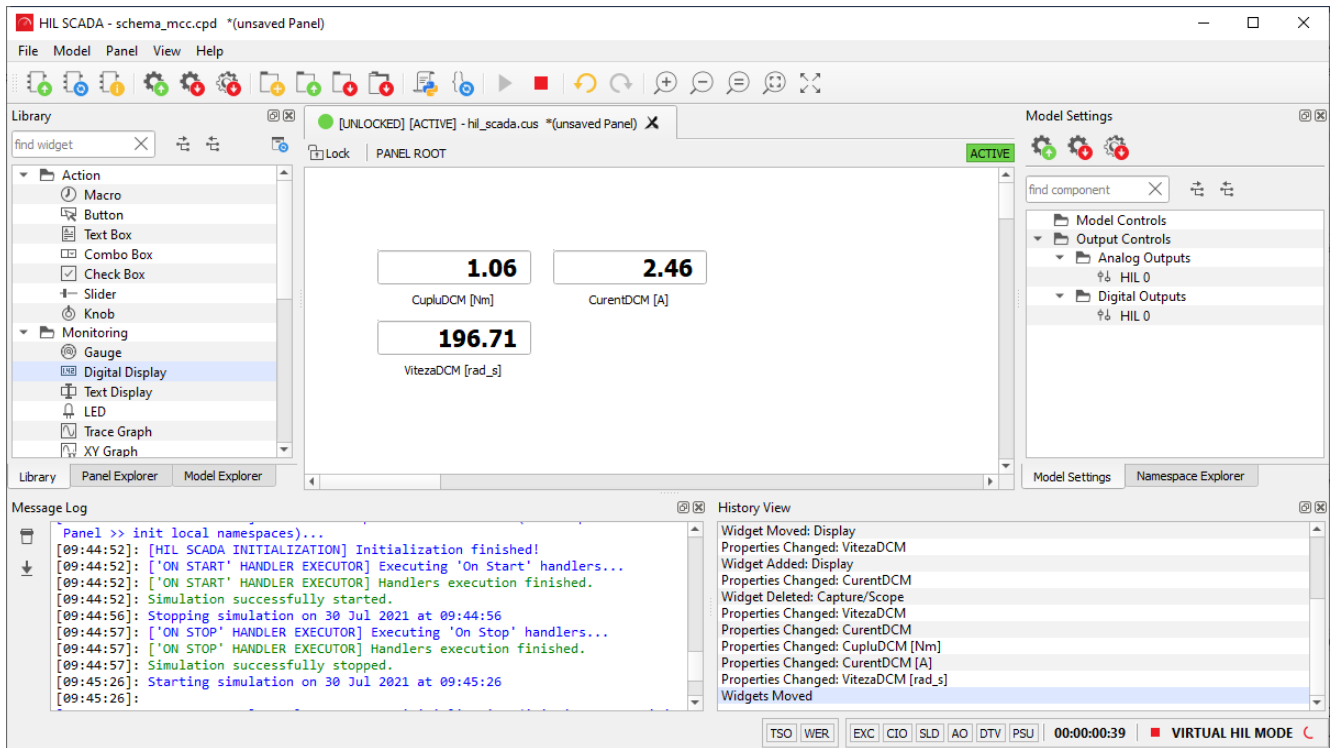 HIL SCADA - schema_mcc.cpd *(unsaved Panel)
File Model Panel View Help
Library
find widget
Action
Macro
Button
Text Box
Combo Box
Check Box
Slider
Knob
Monitoring
Gauge
Digital Display
Text Display
LED
Trace Graph
XY Graph
Library Panel Explorer Model Explorer
[UNLOCKED] [ACTIVE] - hil_scada.cus *(unsaved Panel)
Lock PANEL ROOT ACTIVE
1.06 2.46
CupluDCM [Nm] CurentDCM [A]
196.71
VitezaDCM [rad_s]
Model Settings
find component
Model Controls
Output Controls
Analog Outputs
HIL 0
Digital Outputs
HIL 0
Model Settings Namespace Explorer
Message Log
Panel >> init local namespaces)...
[09:44:52]: [HIL SCADA INITIALIZATION] Initialization finished!
[09:44:52]: ['ON START' HANDLER EXECUTOR] Executing 'On Start' handlers...
[09:44:52]: ['ON START' HANDLER EXECUTOR] Handlers execution finished.
[09:44:52]: Simulation successfully started.
[09:44:56]: Stopping simulation on 30 Jul 2021 at 09:44:56
[09:44:57]: ['ON STOP' HANDLER EXECUTOR] Executing 'On Stop' handlers...
[09:44:57]: ['ON STOP' HANDLER EXECUTOR] Handlers execution finished.
[09:44:57]: Simulation successfully stopped.
[09:45:26]: Starting simulation on 30 Jul 2021 at 09:45:26
[09:45:26]:
History View
Widget Moved: Display
Properties Changed: VitezaDCM
Widget Added: Display
Properties Changed: CurentDCM
Widget Deleted: Capture/Scope
Properties Changed: VitezaDCM
Properties Changed: CurentDCM
Properties Changed: CupluDCM [Nm]
Properties Changed: CurentDCM [A]
Properties Changed: VitezaDCM [rad_s]
Widgets Moved
TSO WER EXC CIO SLD AO DTV PSU 00:00:00:39 VIRTUAL HIL MODE